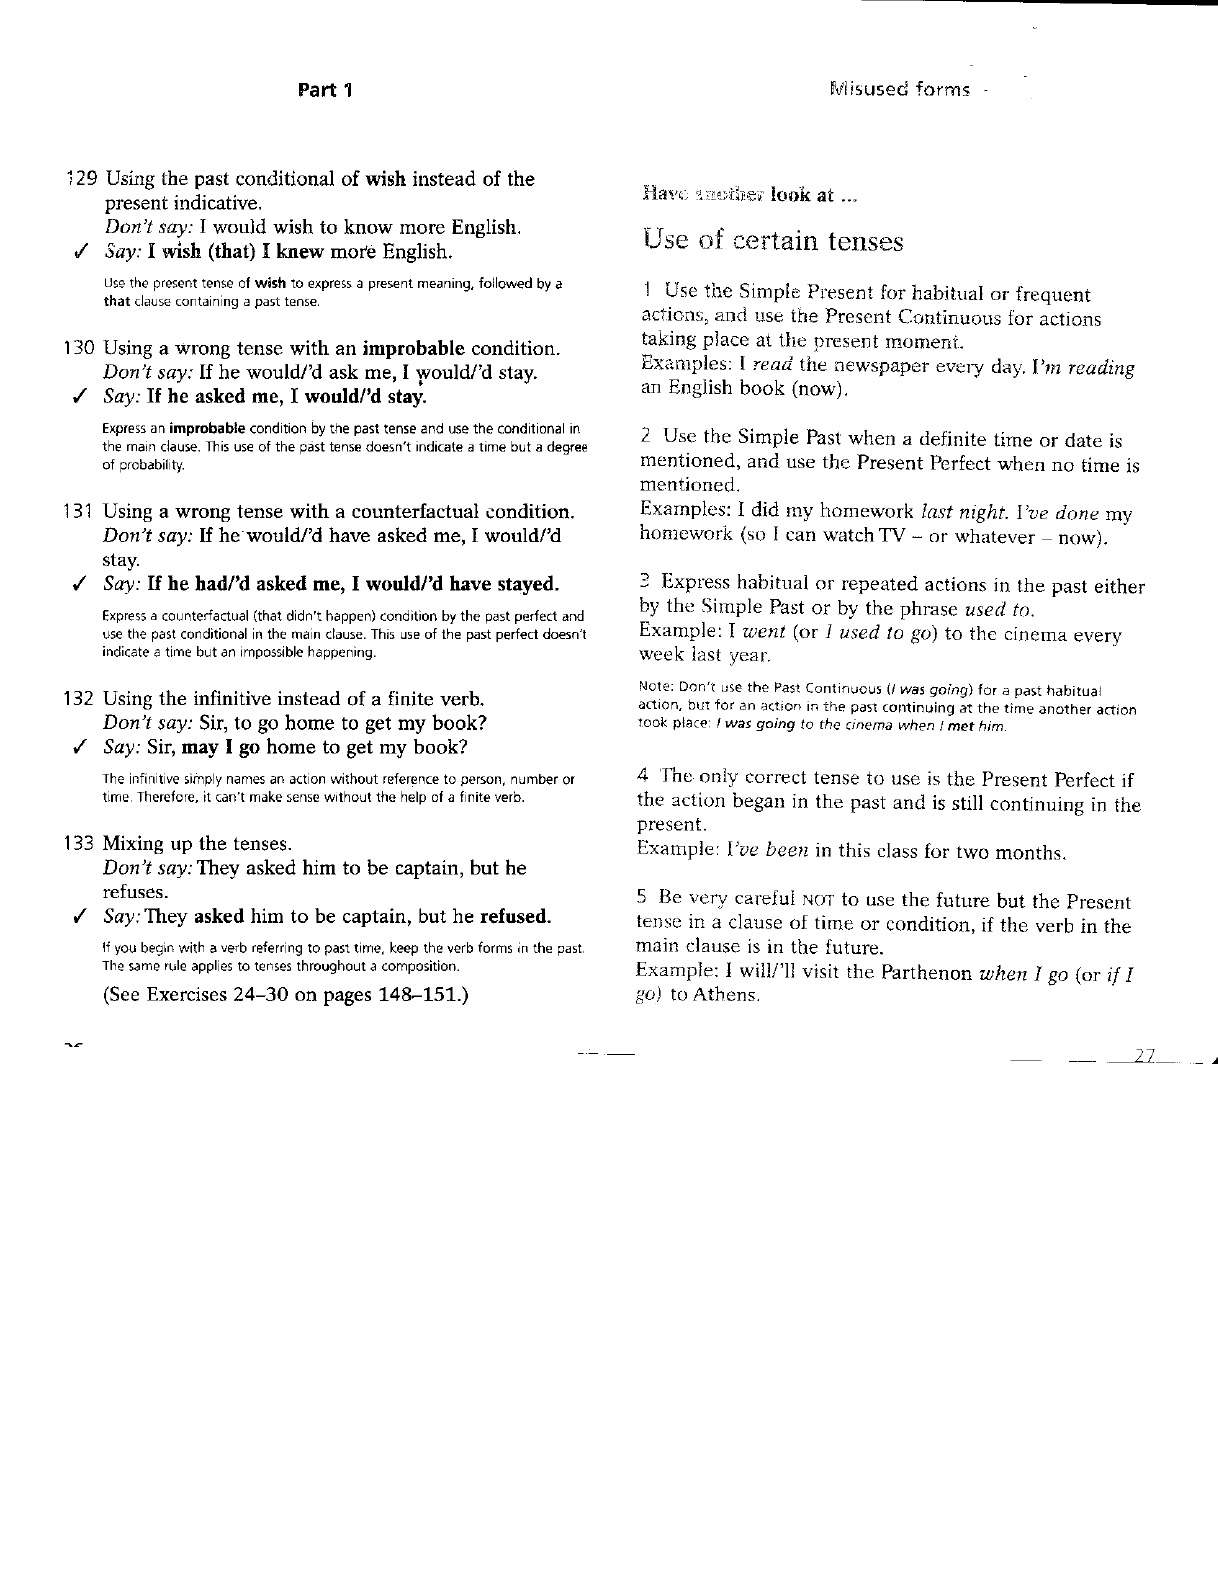 Part 1
129 Using the past conditional of wish instead of the
present indicative.
Don't say: I would wish to know more English.
✓ Say: I wish (that) I knew more English.
Use the present tense of wish to express a present meaning, followed by a
that clause containing a past tense.
130 Using a wrong tense with an improbable condition.
Don't say: If he would/'d ask me, I would/'d stay.
✓ Say: If he asked me, I would/'d stay.
Express an improbable condition by the past tense and use the conditional in
the main clause. This use of the past tense doesn't indicate a time but a degree
of probability.
131 Using a wrong tense with a counterfactual condition.
Don't say: If he would/'d have asked me, I would/'d
stay.
✓ Say: If he had/'d asked me, I would/'d have stayed.
Express a counterfactual (that didn't happen) condition by the past perfect and
use the past conditional in the main clause. This use of the past perfect doesn't
indicate a time but an impossible happening.
132 Using the infinitive instead of a finite verb.
Don't say: Sir, to go home to get my book?
✓ Say: Sir, may I go home to get my book?
The infinitive simply names an action without reference to person, number or
time. Therefore, it can't make sense without the help of a finite verb.
133 Mixing up the tenses.
Don't say: They asked him to be captain, but he
refuses.
✓ Say: They asked him to be captain, but he refused.
If you begin with a verb referring to past time, keep the verb forms in the past.
The same rule applies to tenses throughout a composition.
(See Exercises 24–30 on pages 148–151.)
Misused forms
Have another look at ...
Use of certain tenses
1 Use the Simple Present for habitual or frequent
actions, and use the Present Continuous for actions
taking place at the present moment.
Examples: I read the newspaper every day. I'm reading
an English book (now).
2 Use the Simple Past when a definite time or date is
mentioned, and use the Present Perfect when no time is
mentioned.
Examples: I did my homework last night. I've done my
homework (so I can watch TV – or whatever – now).
3 Express habitual or repeated actions in the past either
by the Simple Past or by the phrase used to.
Example: I went (or I used to go) to the cinema every
week last year.
Note: Don't use the Past Continuous (I was going) for a past habitual
action, but for an action in the past continuing at the time another action
took place: I was going to the cinema when I met him.
4 The only correct tense to use is the Present Perfect if
the action began in the past and is still continuing in the
present.
Example: I've been in this class for two months.
5 Be very careful NOT to use the future but the Present
tense in a clause of time or condition, if the verb in the
main clause is in the future.
Example: I will/'ll visit the Parthenon when I go (or if I
go) to Athens.
27